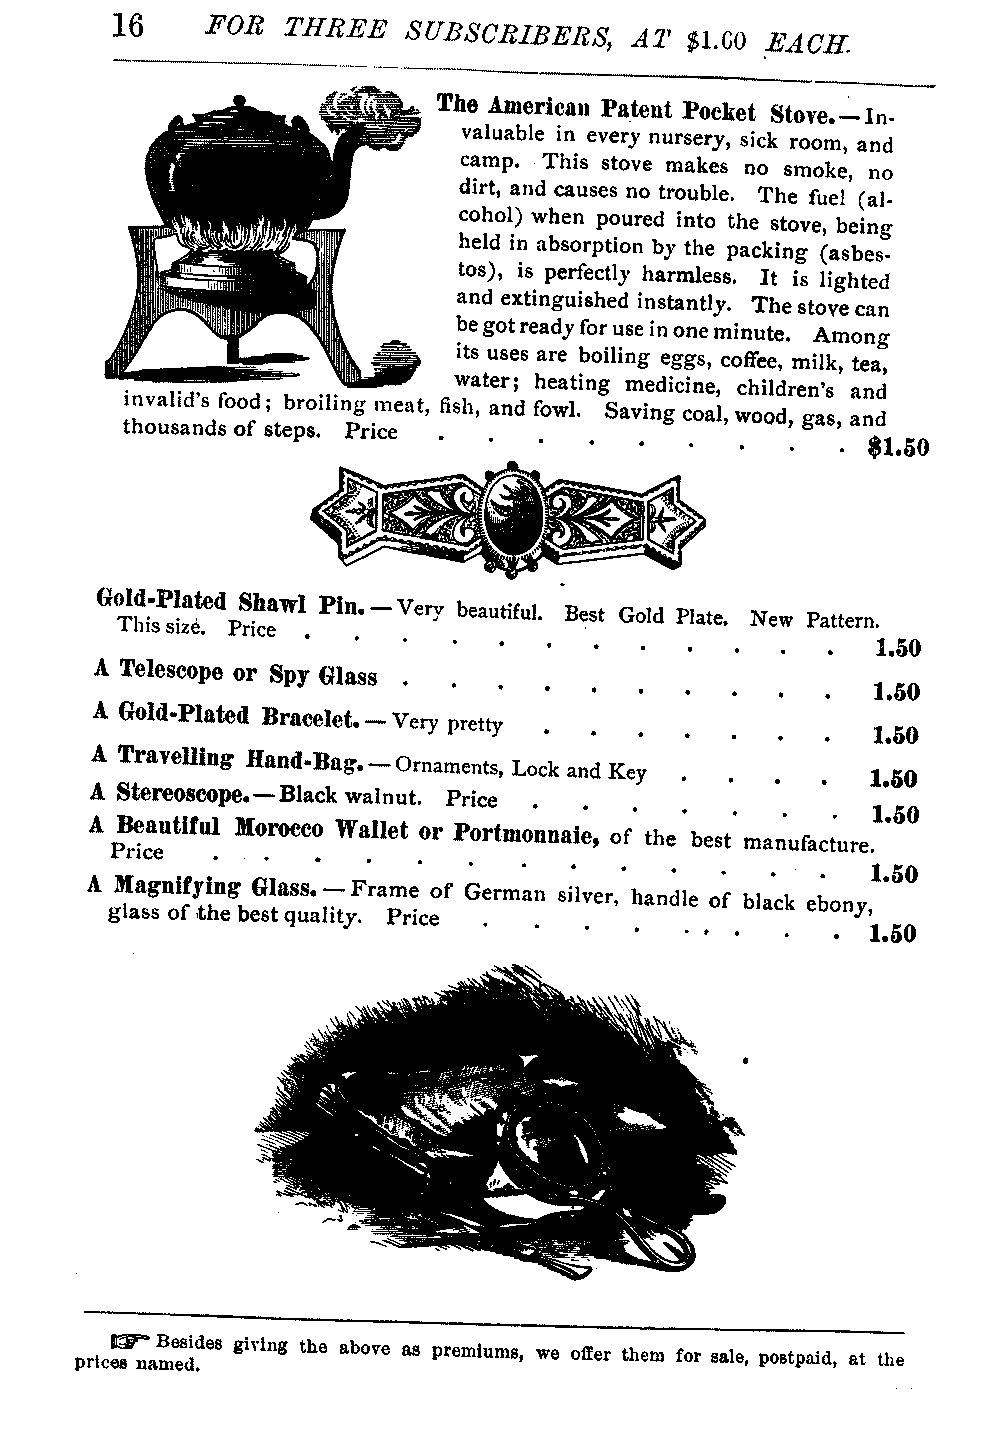 16 FOR THREE SUBSCRIBERS, AT $1.00 EACH.
The American Patent Pocket Stove.—In-
valuable in every nursery, sick room, and
camp. This stove makes no smoke, no
dirt, and causes no trouble. The fuel (al-
cohol) when poured into the stove, being
held in absorption by the packing (asbes-
tos), is perfectly harmless. It is lighted
and extinguished instantly. The stove can
be got ready for use in one minute. Among
its uses are boiling eggs, coffee, milk, tea,
water; heating medicine, children's and
invalid's food; broiling meat, fish, and fowl. Saving coal, wood, gas, and
thousands of steps. Price . . . . . . . . . $1.50
Gold-Plated Shawl Pin.—Very beautiful. Best Gold Plate. New Pattern.
This size. Price . . . . . . . . . . . . 1.50
A Telescope or Spy Glass . . . . . . . . . . 1.50
A Gold-Plated Bracelet.—Very pretty . . . . . . . 1.50
A Travelling Hand-Bag.—Ornaments, Lock and Key . . . . 1.50
A Stereoscope.—Black walnut. Price . . . . . . . 1.50
A Beautiful Morocco Wallet or Portmonnaie, of the best manufacture.
Price . . . . . . . . . . . . . 1.50
A Magnifying Glass.—Frame of German silver, handle of black ebony,
glass of the best quality. Price . . . . . . . . . 1.50
☞ Besides giving the above as premiums, we offer them for sale, postpaid, at the
prices named.